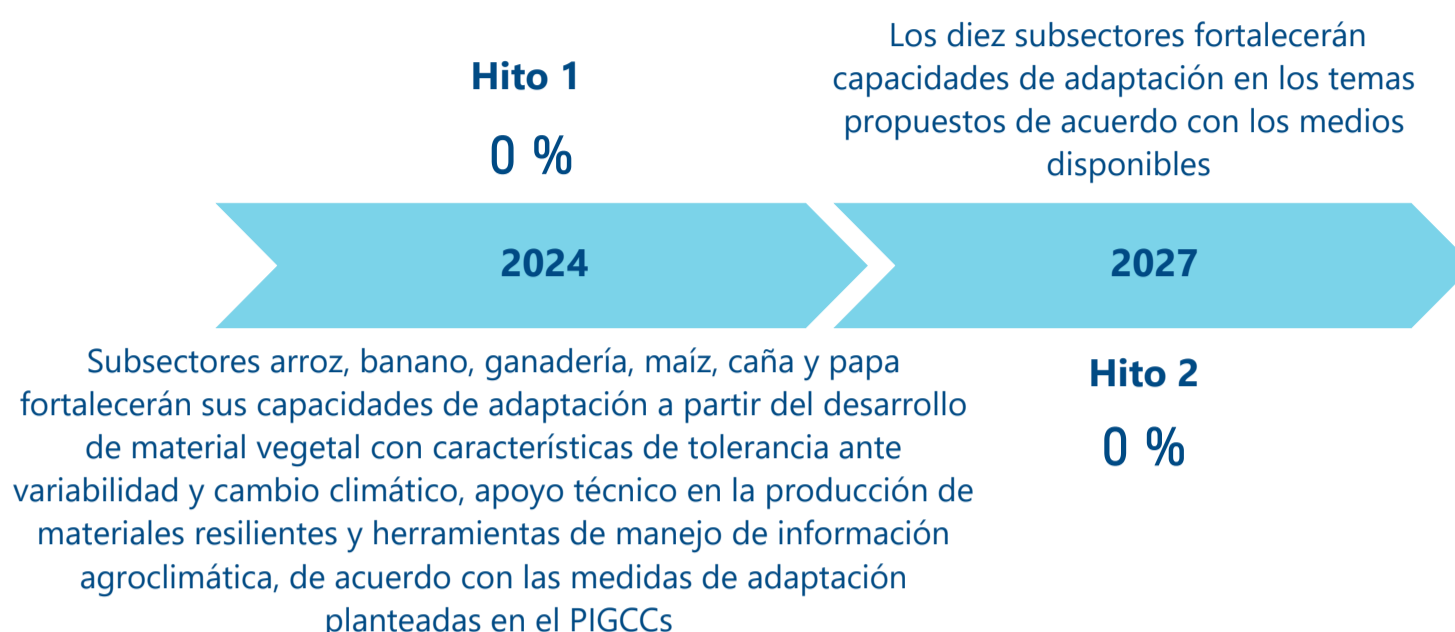 Hito 1
0 %
2024
Subsectores arroz, banano, ganadería, maíz, caña y papa
fortalecerán sus capacidades de adaptación a partir del desarrollo
de material vegetal con características de tolerancia ante
variabilidad y cambio climático, apoyo técnico en la producción de
materiales resilientes y herramientas de manejo de información
agroclimática, de acuerdo con las medidas de adaptación
planteadas en el PIGCCs
Los diez subsectores fortalecerán
capacidades de adaptación en los temas
propuestos de acuerdo con los medios
disponibles
2027
Hito 2
0 %